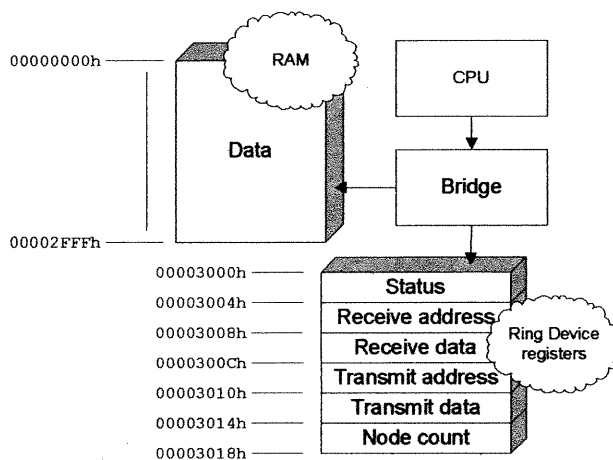 RAM
00000000h
CPU
Data
Bridge
00002FFFh
00003000h
Status
00003004h
Receive address
00003008h
Receive data
Ring Device
registers
0000300Ch
Transmit address
00003010h
Transmit data
00003014h
Node count
00003018h